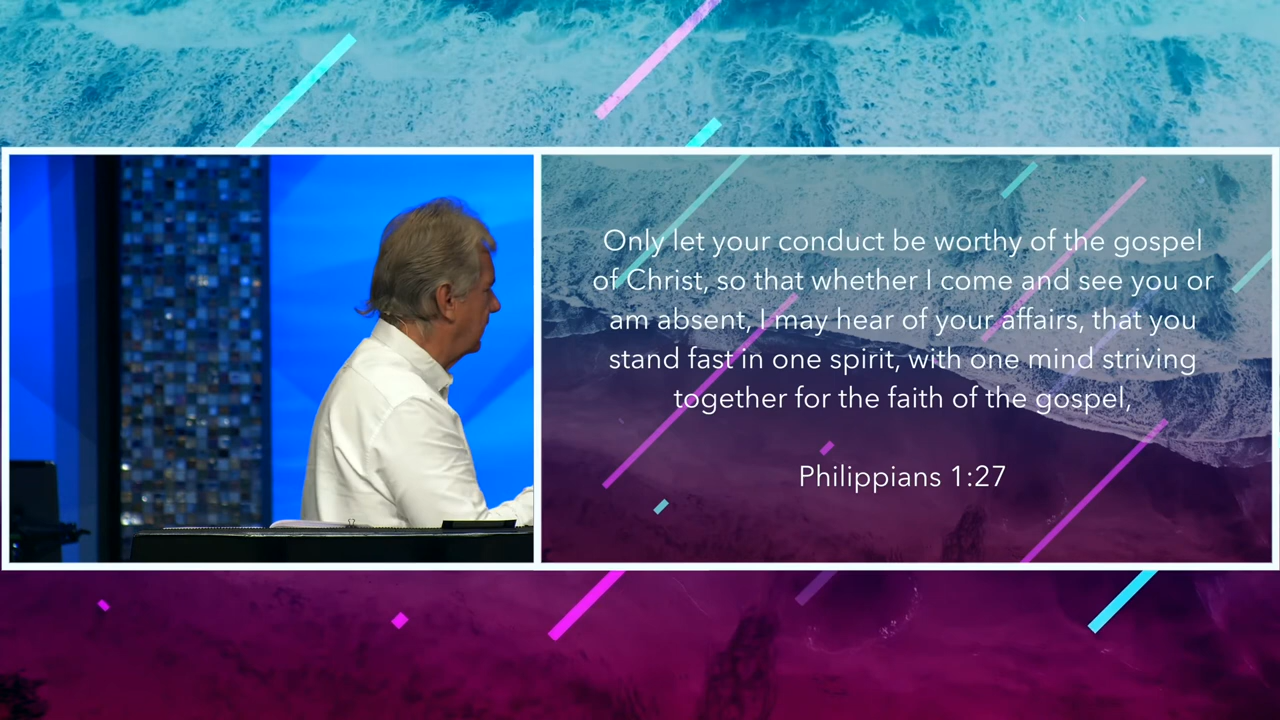 Only let your conduct be worthy of the gospel
of Christ, so that whether I come and see you or
am absent, I may hear of your affairs, that you
stand fast in one spirit, with one mind striving
together for the faith of the gospel,
Philippians 1:27